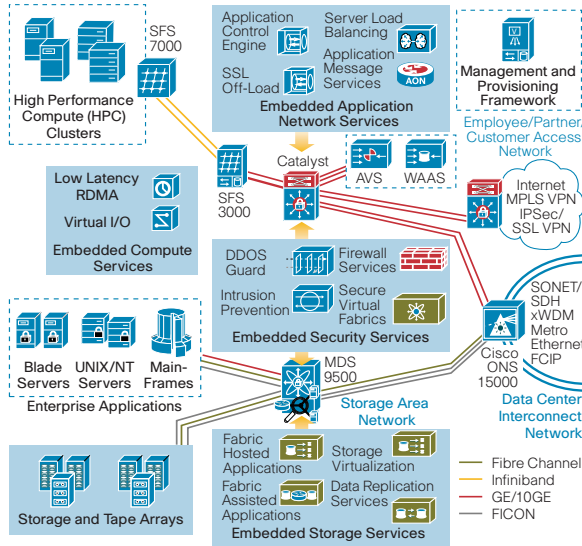 SFS
7000
High Performance
Compute (HPC)
Clusters
Application
Control
Engine
Server Load
Balancing
SSL
Off-Load
Application
Message
Services
AON
Embedded Application
Network Services
V
Management and
Provisioning
Framework
Employee/Partner/
Customer Access
Network
Low Latency
RDMA
Virtual I/O
Embedded Compute
Services
SFS
3000
Catalyst
AVS
WAAS
Internet
MPLS VPN
IPSec/
SSL VPN
DDOS
Guard
Firewall
Services
Intrusion
Prevention
Secure
Virtual
Fabrics
Embedded Security Services
SONET/
SDH
xWDM
Metro
Ethernet
FCIP
Cisco
ONS
15000
Data Center
Interconnect
Network
Blade
Servers
UNIX/NT
Servers
Main-
Frames
Enterprise Applications
MDS
9500
Storage Area
Network
Storage and Tape Arrays
Fabric
Hosted
Applications
Storage
Virtualization
Fabric
Assisted
Applications
Data Replication
Services
Embedded Storage Services
Fibre Channel
Infiniband
GE/10GE
FICON